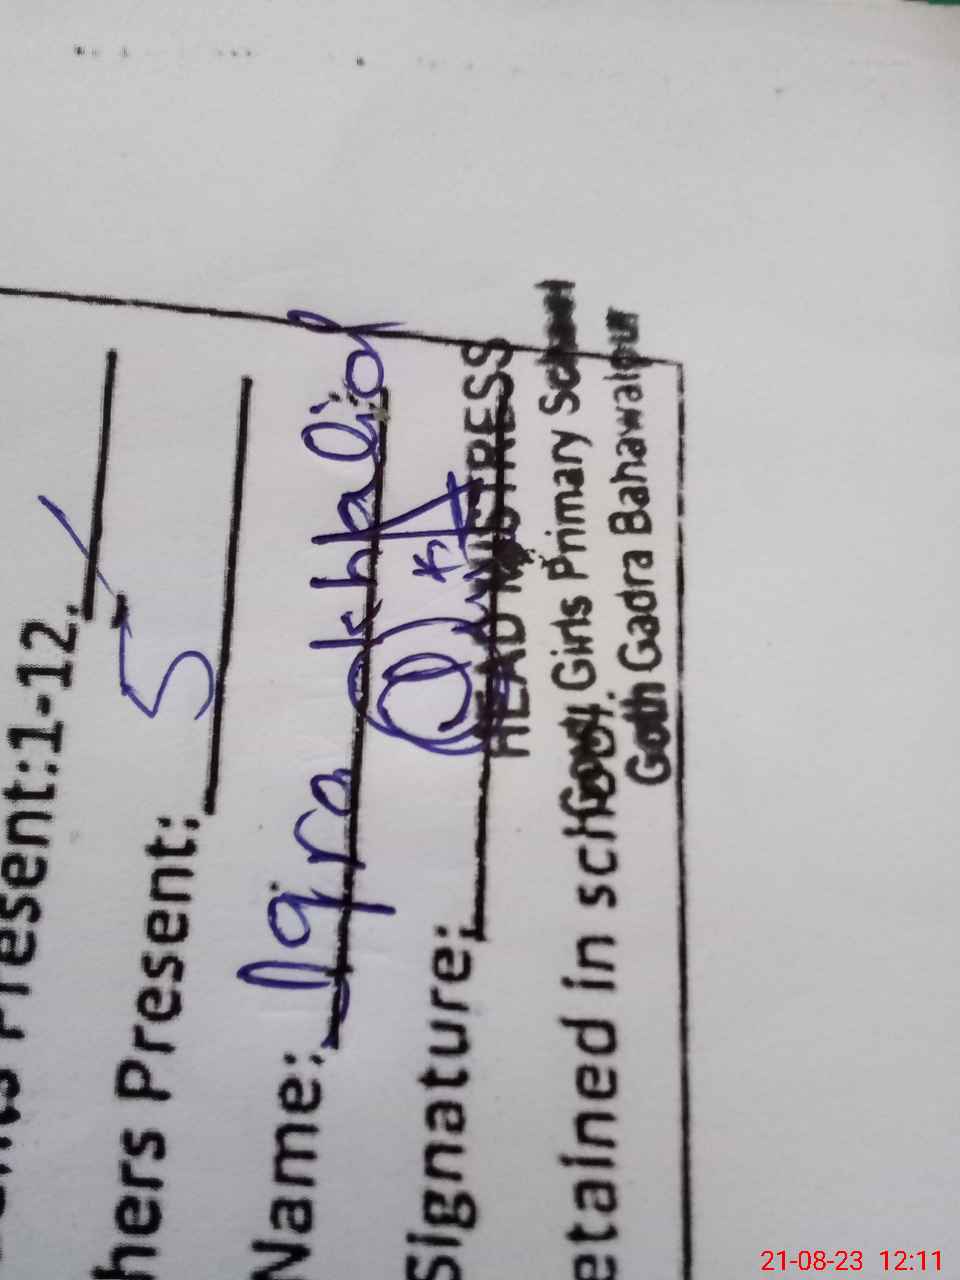 Present:1-12.
hers Present: 5
Name: Iqra Khalid
Signature:
HEAD MISTRESS
etained in school. Govt Girls Primary School
Goth Gadra Bahawalpur
21-08-23 12:11